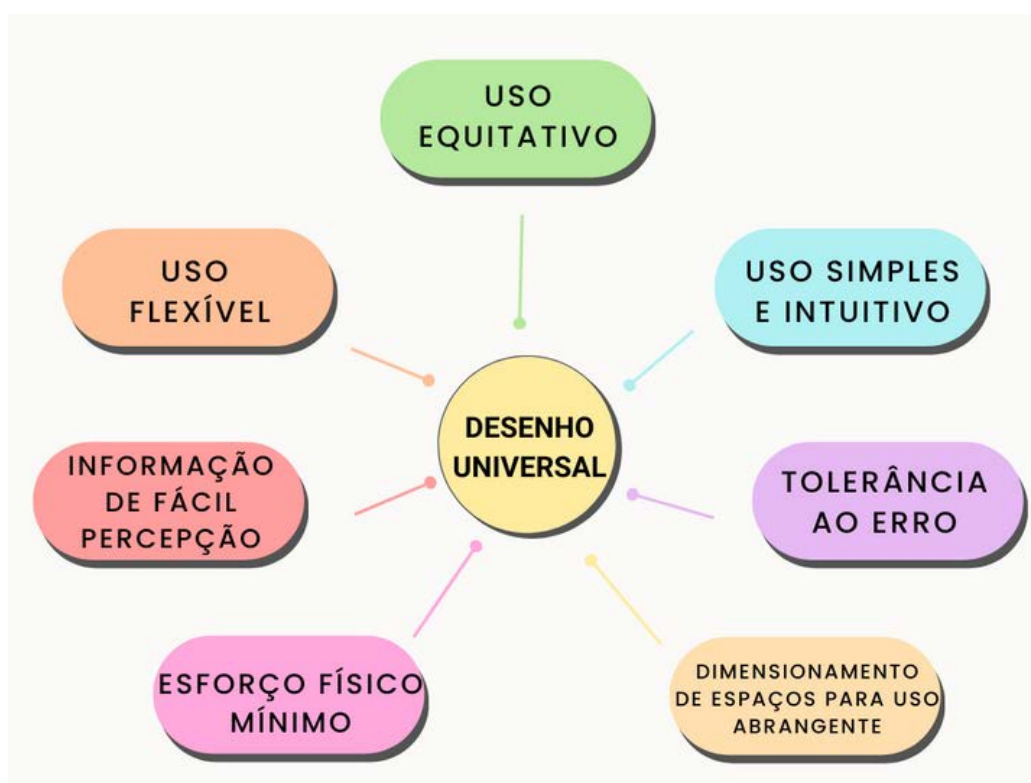 USO
EQUITATIVO
USO
FLEXÍVEL
USO SIMPLES
E INTUITIVO
DESENHO
UNIVERSAL
INFORMAÇÃO
DE FÁCIL
PERCEPÇÃO
TOLERÂNCIA
AO ERRO
ESFORÇO FÍSICO
MÍNIMO
DIMENSIONAMENTO
DE ESPAÇOS PARA USO
ABRANGENTE